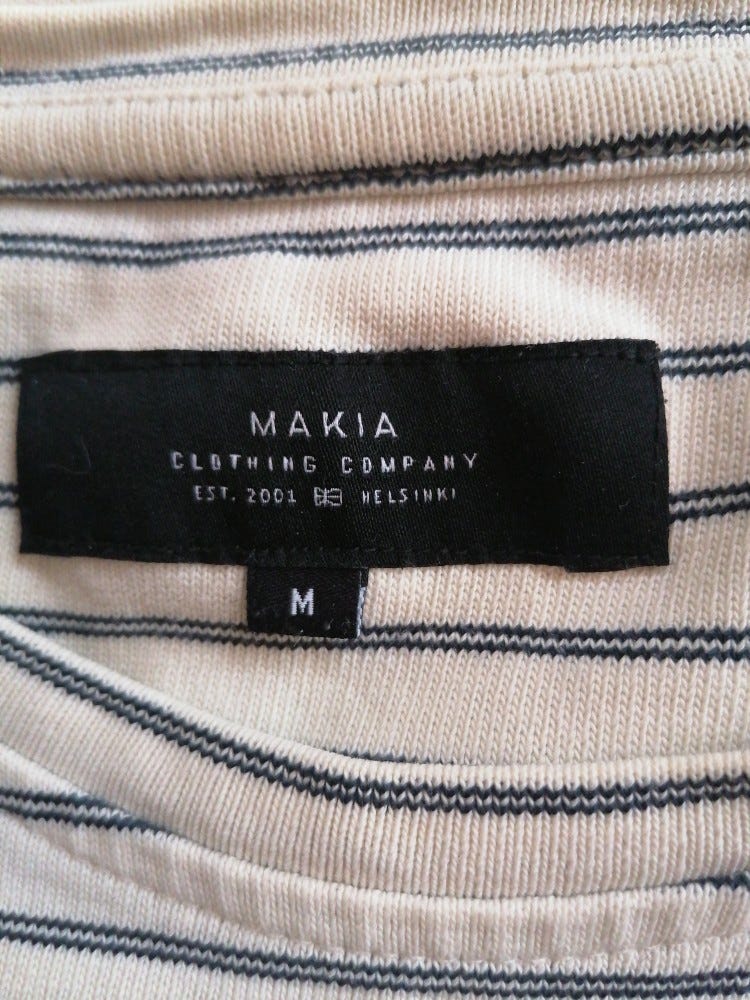 MAKIA
CLOTHING COMPANY
EST. 2001 HELSINKI
M